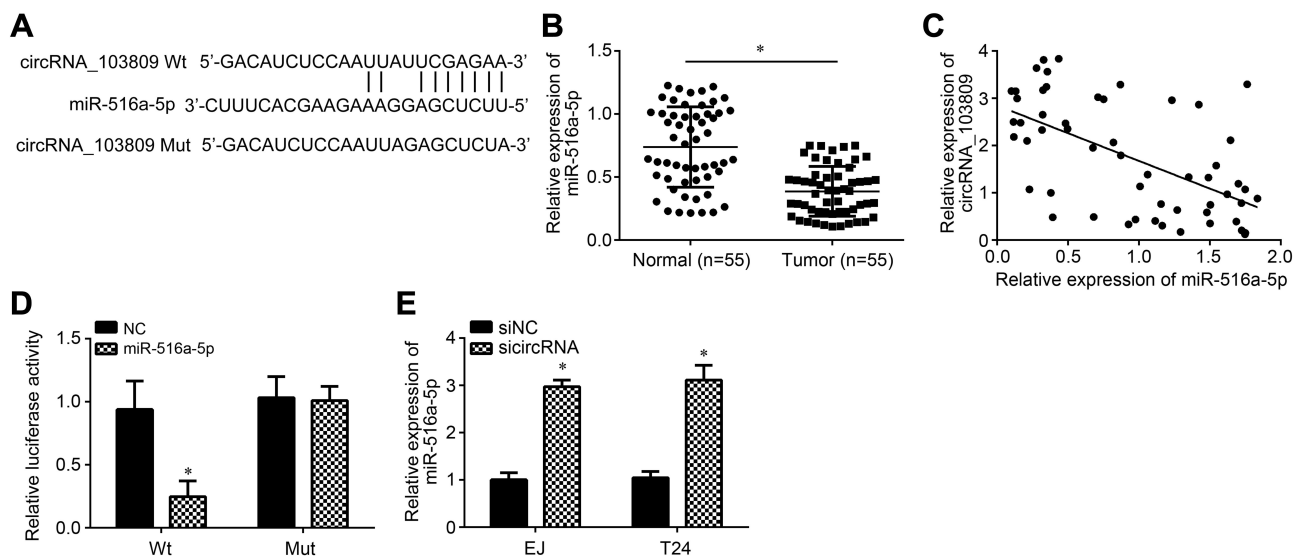 A
circRNA_103809 Wt 5'-GACAUCUCCAAUUAUUCGAGAA-3'
miR-516a-5p 3'-CUUUCACGAAGAAAGGAGCUCUU-5'
circRNA_103809 Mut 5'-GACAUCUCCAAUUAGAGCUCUA-3'
B
Relative expression of
miR-516a-5p
1.5
1.0
0.5
0.0
*
Normal (n=55)
Tumor (n=55)
C
Relative expression of
circRNA_103809
4
3
2
1
0
0.0 0.5 1.0 1.5 2.0
Relative expression of miR-516a-5p
D
NC
miR-516a-5p
Relative luciferase activity
1.5
1.0
0.5
0.0
*
Wt Mut
E
siNC
sicircRNA
Relative expression of
miR-516a-5p
4
3
2
1
0
* *
EJ T24